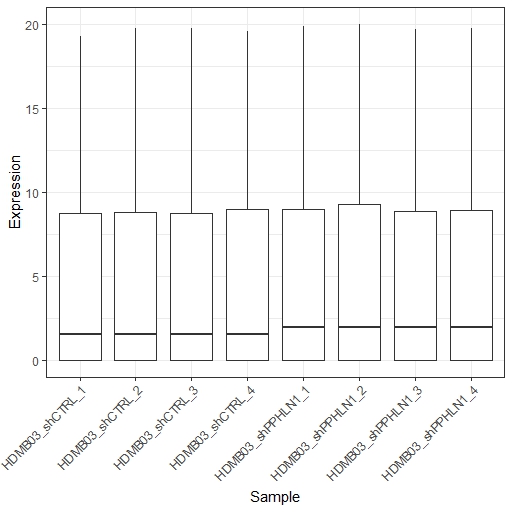 Expression
20
15
10
5
0
HDMB03_shCTRL_1
HDMB03_shCTRL_2
HDMB03_shCTRL_3
HDMB03_shCTRL_4
HDMB03_shPPHLN1_1
HDMB03_shPPHLN1_2
HDMB03_shPPHLN1_3
HDMB03_shPPHLN1_4
Sample